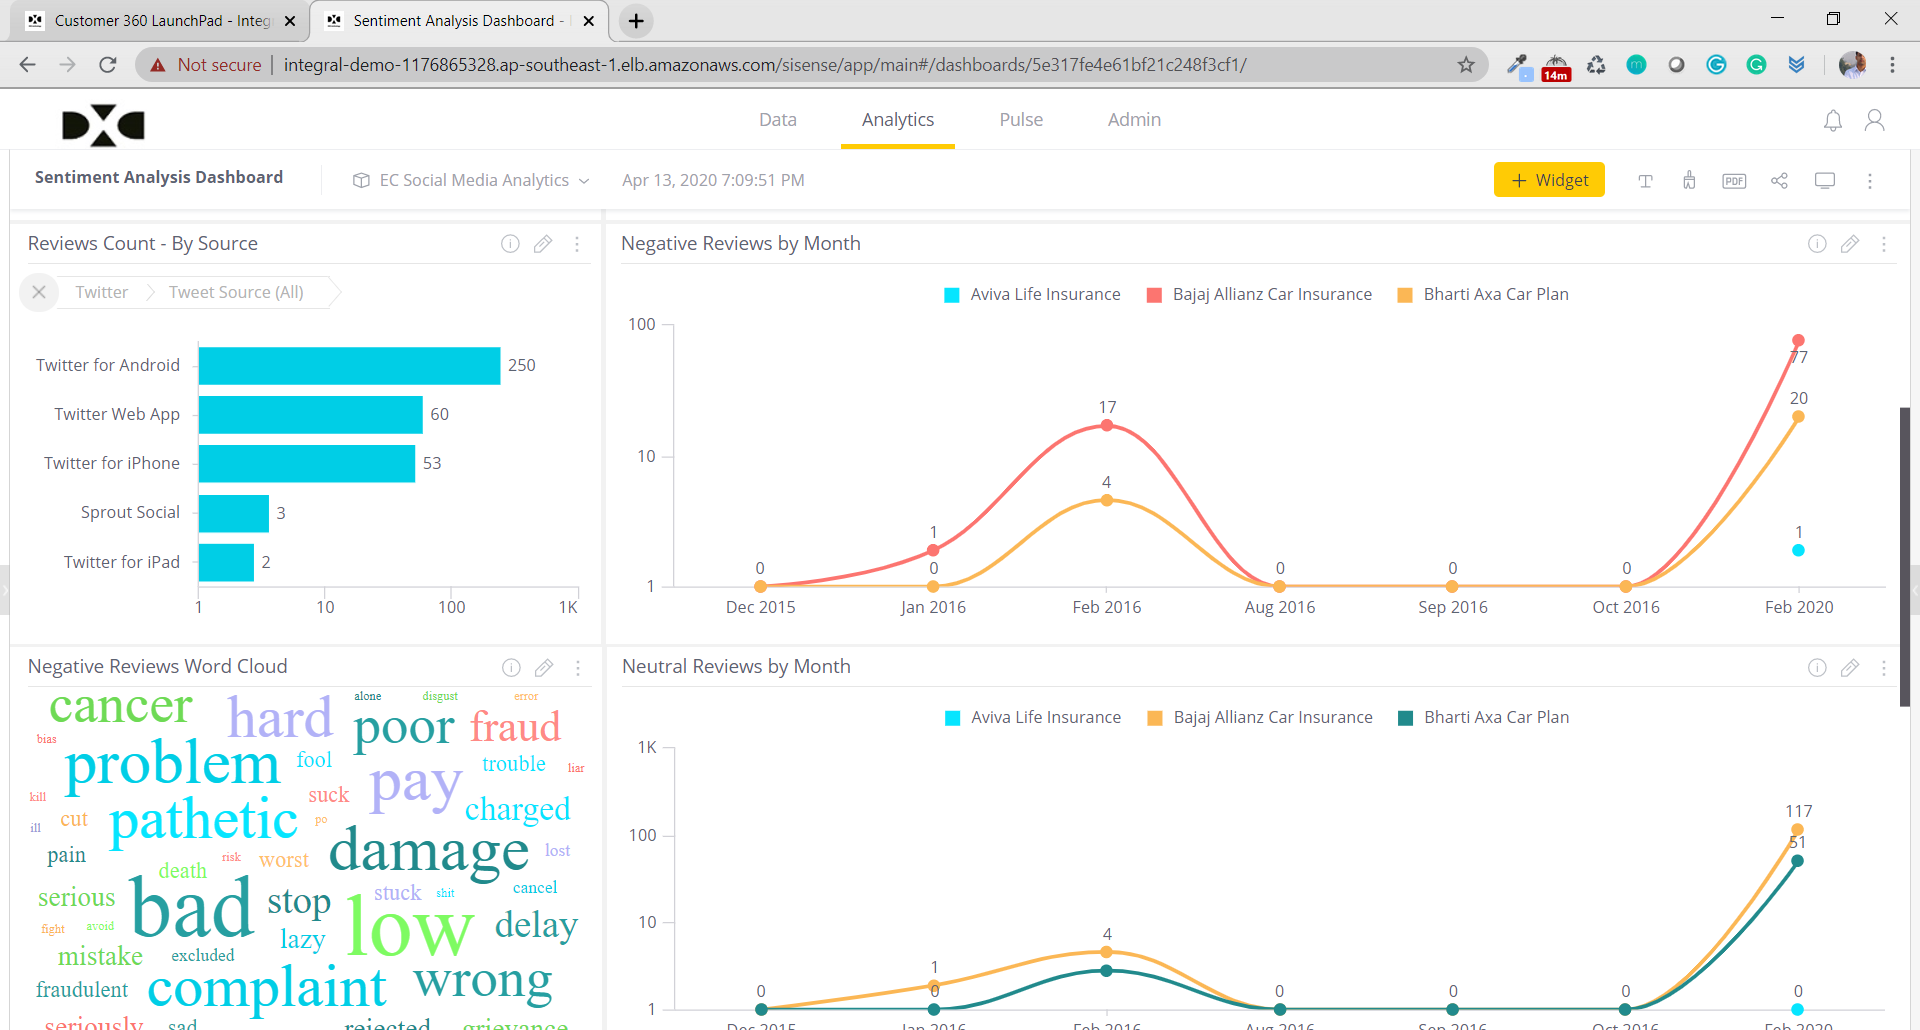 Customer 360 LaunchPad - Integ
Sentiment Analysis Dashboard -
Not secure
integral-demo-1176865328.ap-southeast-1.elb.amazonaws.com/sisense/app/main#/dashboards/5e317fe4e61bf21c248f3cf1/
14m
DXC
Data
Analytics
Pulse
Admin
Sentiment Analysis Dashboard
EC Social Media Analytics
Apr 13, 2020 7:09:51 PM
+ Widget
PDF
Reviews Count - By Source
Twitter
Tweet Source (All)
Twitter for Android 250
Twitter Web App 60
Twitter for iPhone 53
Sprout Social 3
Twitter for iPad 2
1 10 100 1K
Negative Reviews by Month
Aviva Life Insurance Bajaj Allianz Car Insurance Bharti Axa Car Plan
100
77
20
17
10
4
1
1
0 0 0 0 0
1
Dec 2015 Jan 2016 Feb 2016 Aug 2016 Sep 2016 Oct 2016 Feb 2020
Negative Reviews Word Cloud
cancer
hard
alone
disgust
error
poor
fraud
bias
problem
fool
pay
trouble
liar
kill
suck
charged
ill
cut
pathetic
po
damage
pain
death
risk
worst
lost
serious
bad
stop
stuck
shit
cancel
low
fight
avoid
lazy
delay
mistake
excluded
fraudulent
complaint
wrong
seriously
sad
rejected
grievance
Neutral Reviews by Month
Aviva Life Insurance Bajaj Allianz Car Insurance Bharti Axa Car Plan
1K
117
100
51
10
4
1
0 0 0 0 0 0
1
Dec 2015 Jan 2016 Feb 2016 Aug 2016 Sep 2016 Oct 2016 Feb 2020